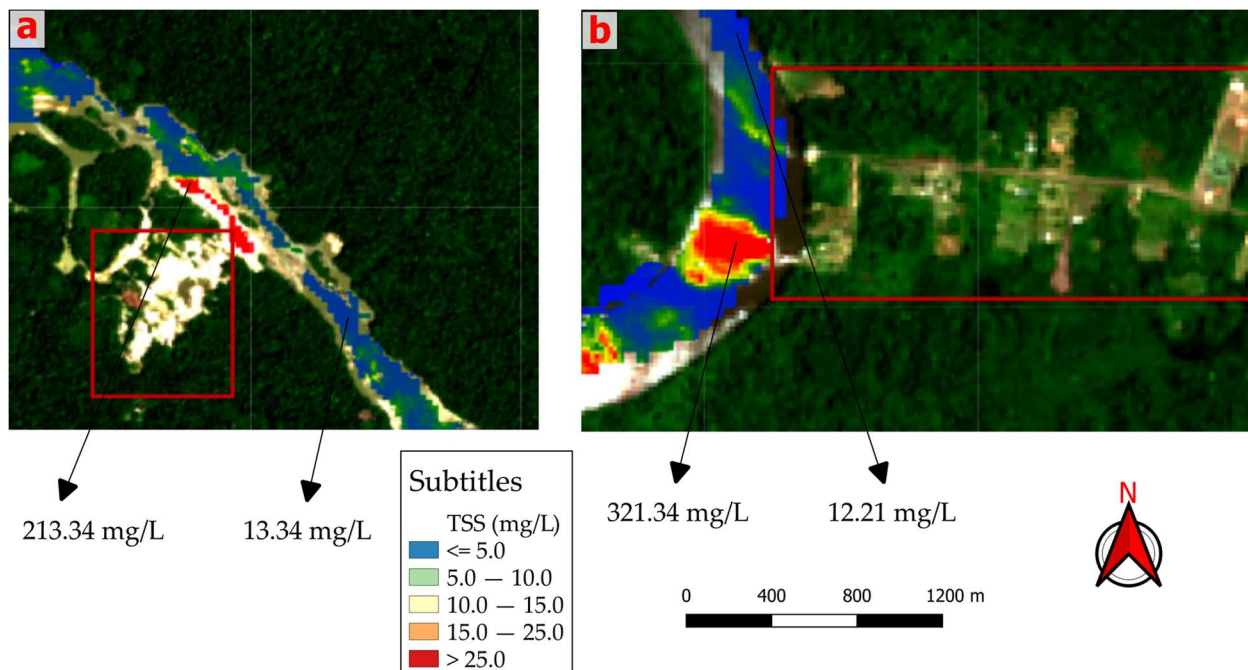 a
b
213.34 mg/L
13.34 mg/L
321.34 mg/L
12.21 mg/L
Subtitles
TSS (mg/L)
<= 5.0
5.0 — 10.0
10.0 — 15.0
15.0 — 25.0
> 25.0
0 400 800 1200 m
N